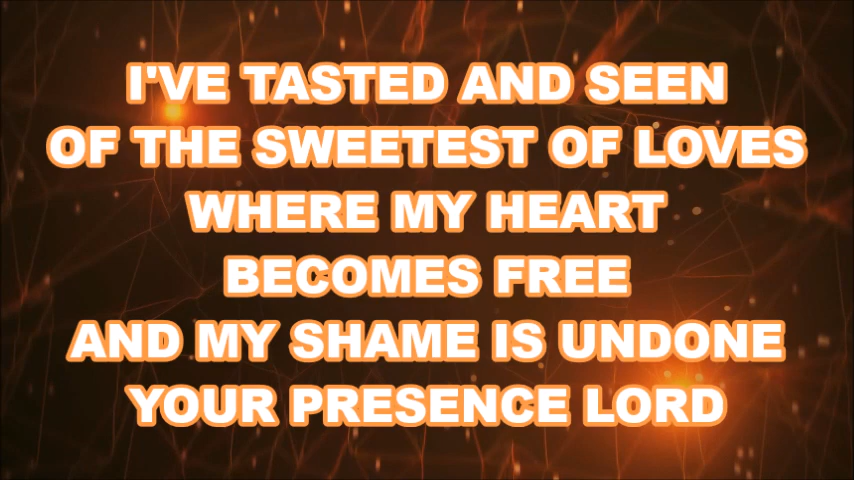 I'VE TASTED AND SEEN
OF THE SWEETEST OF LOVES
WHERE MY HEART
BECOMES FREE
AND MY SHAME IS UNDONE
YOUR PRESENCE LORD